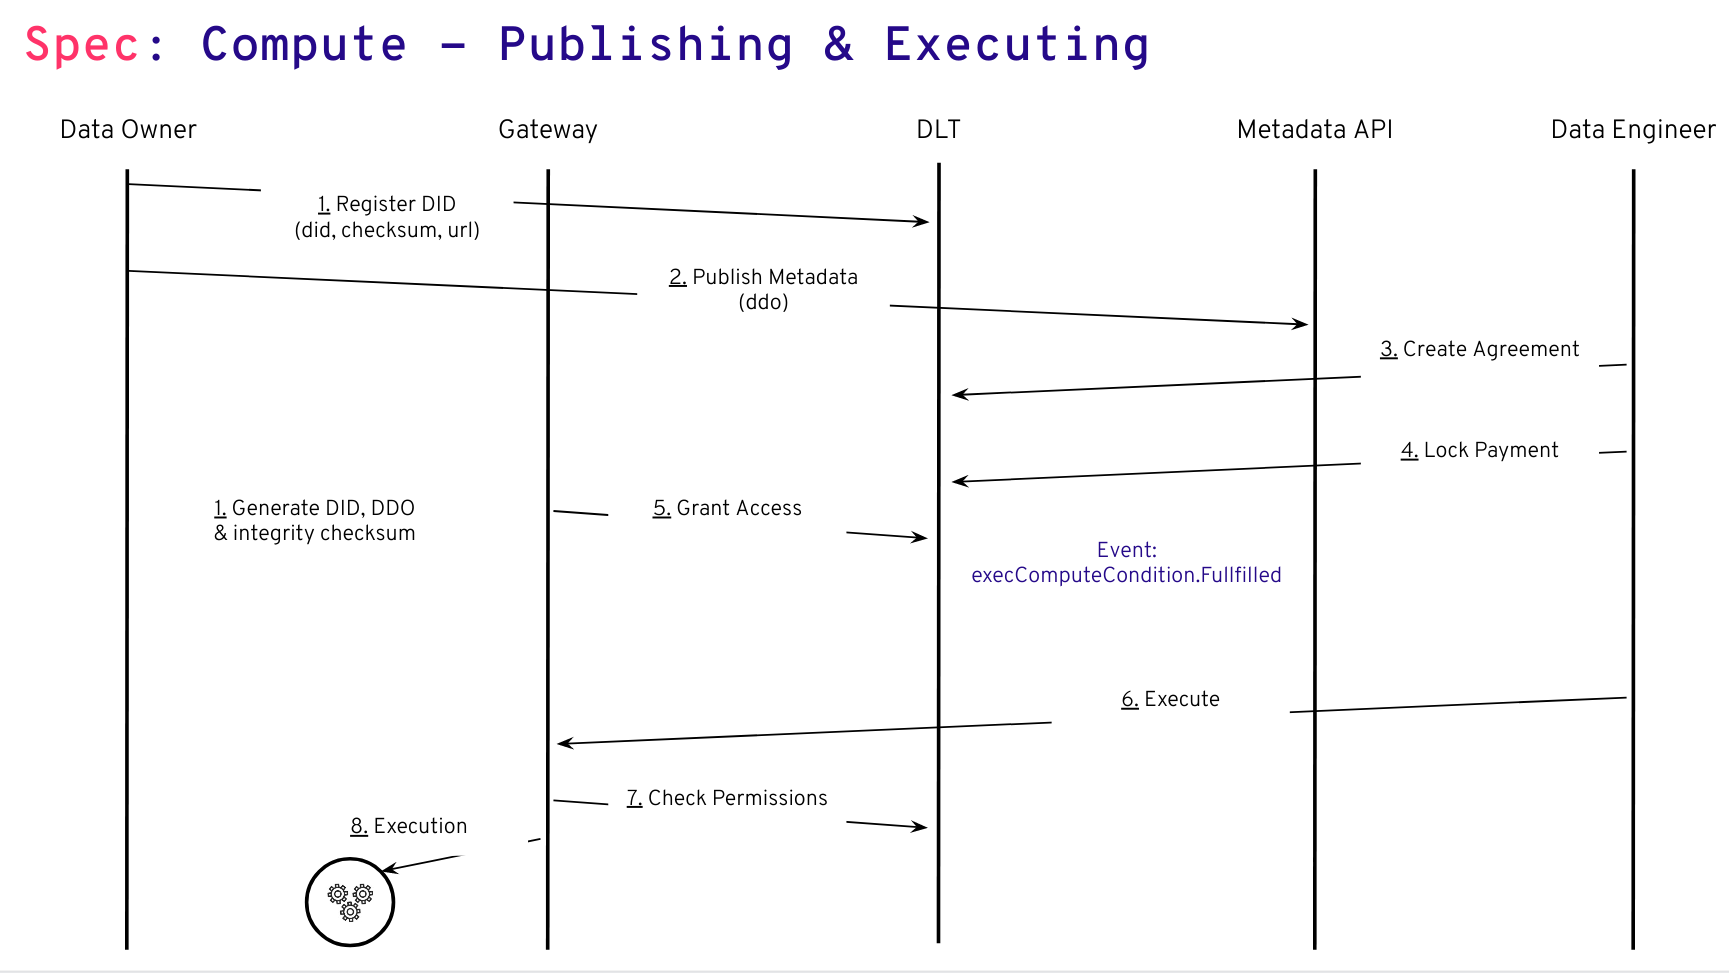 Spec: Compute – Publishing & Executing
Data Owner
Gateway
DLT
Metadata API
Data Engineer
1. Register DID
(did, checksum, url)
2. Publish Metadata
(ddo)
3. Create Agreement
4. Lock Payment
1. Generate DID, DDO
& integrity checksum
5. Grant Access
Event:
execComputeCondition.Fullfilled
6. Execute
7. Check Permissions
8. Execution